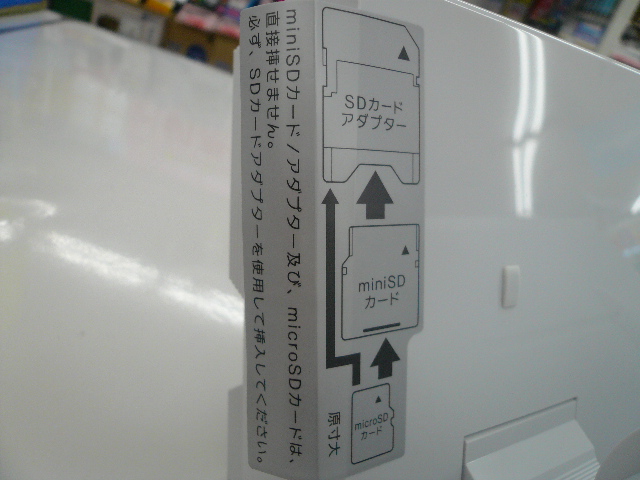 miniSDカード/アダプター及び、microSDカードは、
直接挿せません。
必ず、SDカードアダプターを使用して挿入してください。
SDカード
アダプター
miniSD
カード
microSD
カード
原寸大